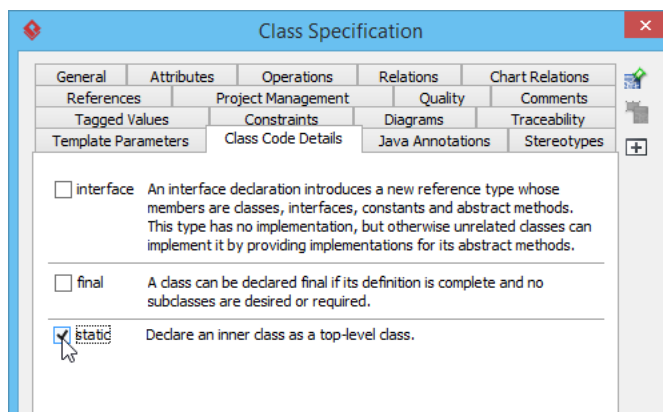 Class Specification
General Attributes Operations Relations Chart Relations
References Project Management Quality Comments
Tagged Values Constraints Diagrams Traceability
Template Parameters Class Code Details Java Annotations Stereotypes
interface An interface declaration introduces a new reference type whose
members are classes, interfaces, constants and abstract methods.
This type has no implementation, but otherwise unrelated classes can
implement it by providing implementations for its abstract methods.
final A class can be declared final if its definition is complete and no
subclasses are desired or required.
static Declare an inner class as a top-level class.